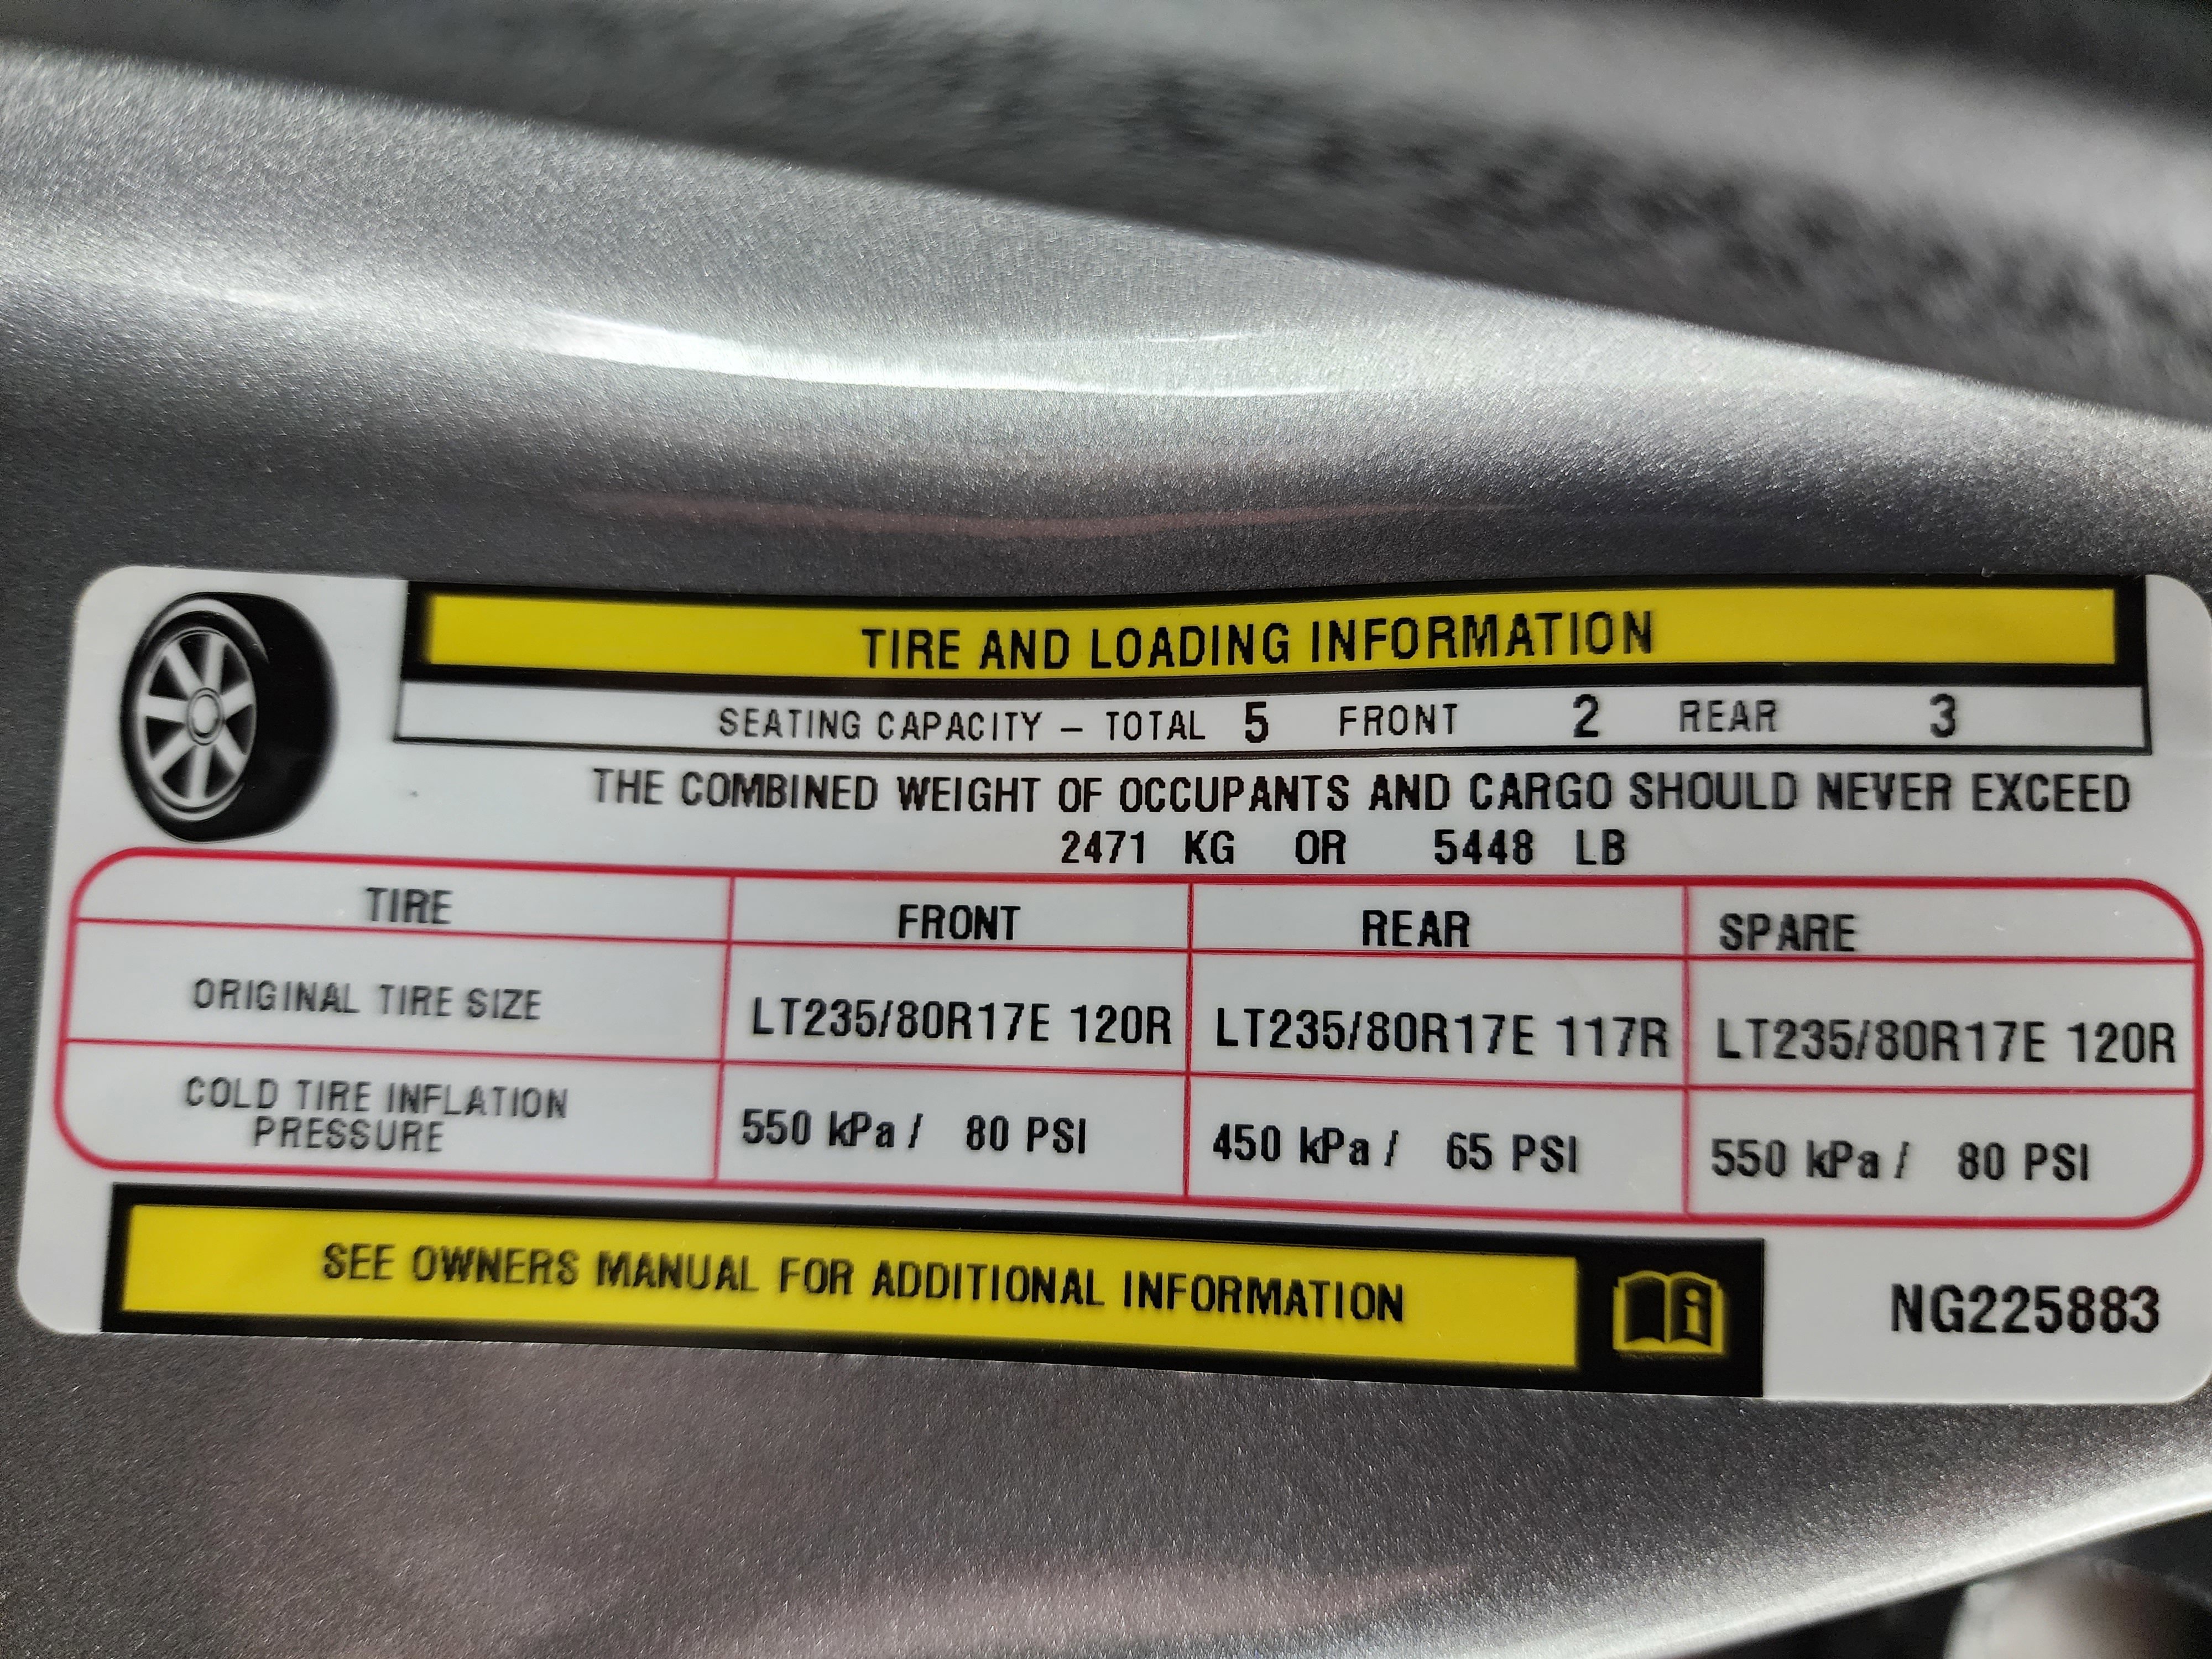 TIRE AND LOADING INFORMATION
SEATING CAPACITY – TOTAL 5 FRONT 2 REAR 3
THE COMBINED WEIGHT OF OCCUPANTS AND CARGO SHOULD NEVER EXCEED
2471 KG OR 5448 LB
TIRE FRONT REAR SPARE
ORIGINAL TIRE SIZE LT235/80R17E 120R LT235/80R17E 117R LT235/80R17E 120R
COLD TIRE INFLATION
PRESSURE 550 kPa / 80 PSI 450 kPa / 65 PSI 550 kPa / 80 PSI
SEE OWNERS MANUAL FOR ADDITIONAL INFORMATION i NG225883